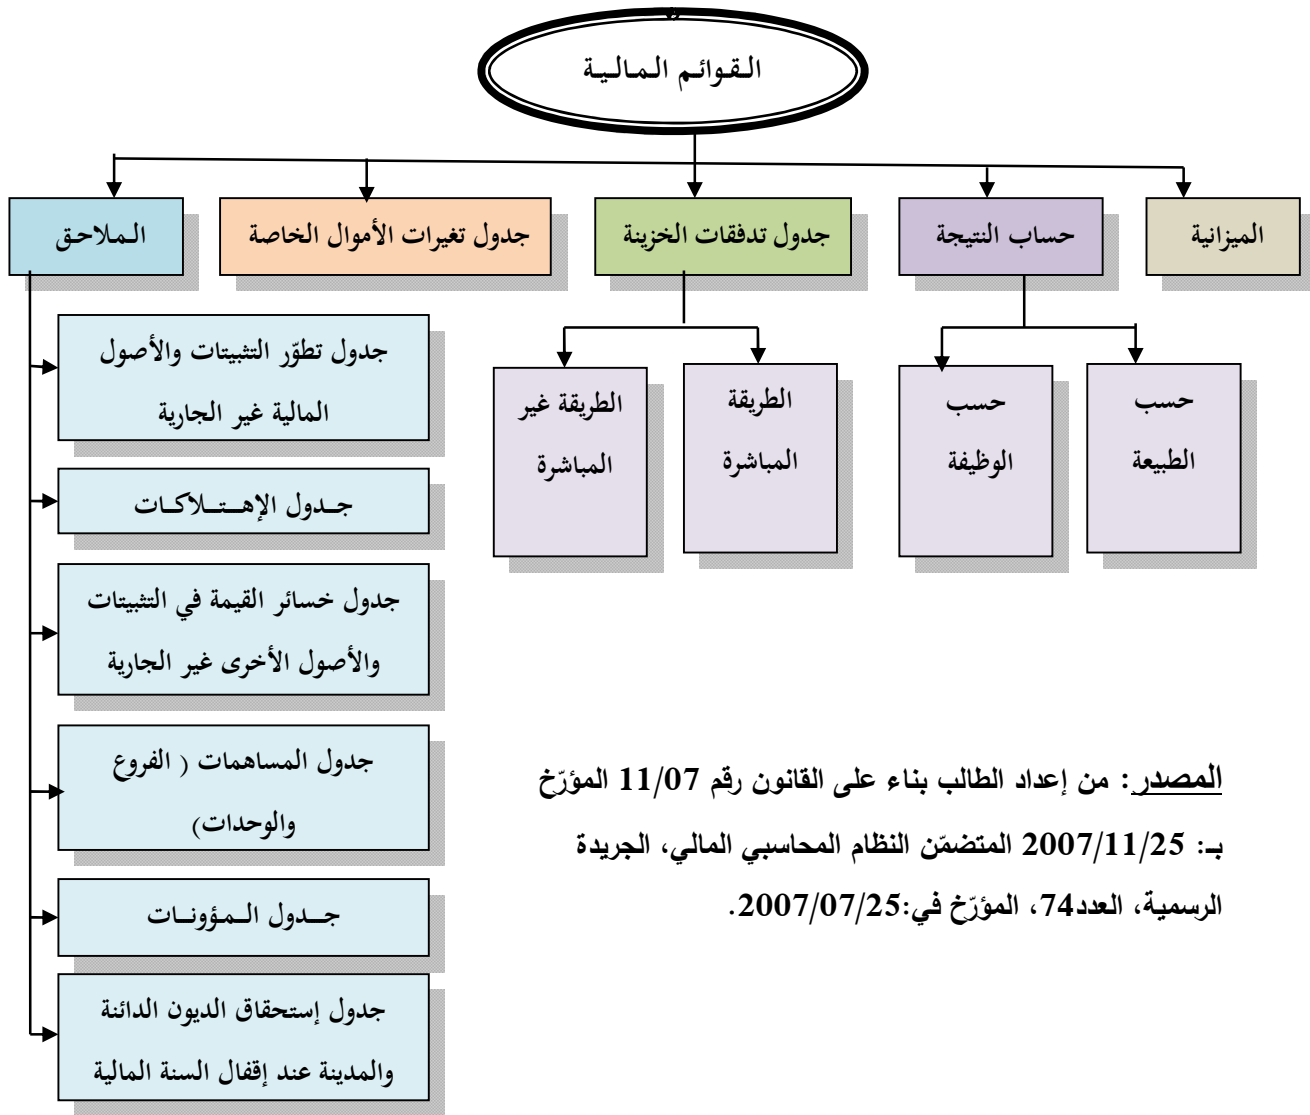 القوائم المالية
الميزانية
حساب النتيجة
جدول تدفقات الخزينة
جدول تغيرات الأموال الخاصة
الملاحق
حسب
الطبيعة
حسب
الوظيفة
الطريقة
المباشرة
الطريقة غير
المباشرة
جدول تطوّر التثبيتات والأصول
المالية غير الجارية
جدول الإهتلاكات
جدول خسائر القيمة في التثبيتات
والأصول الأخرى غير الجارية
جدول المساهمات ( الفروع
والوحدات)
جدول المؤونات
جدول إستحقاق الديون الدائنة
والمدينة عند إقفال السنة المالية
المصدر: من إعداد الطالب بناء على القانون رقم 11/07 المؤرّخ
بـ: 2007/11/25 المتضمّن النظام المحاسبي المالي، الجريدة
الرسمية، العدد74، المؤرّخ في:2007/07/25.